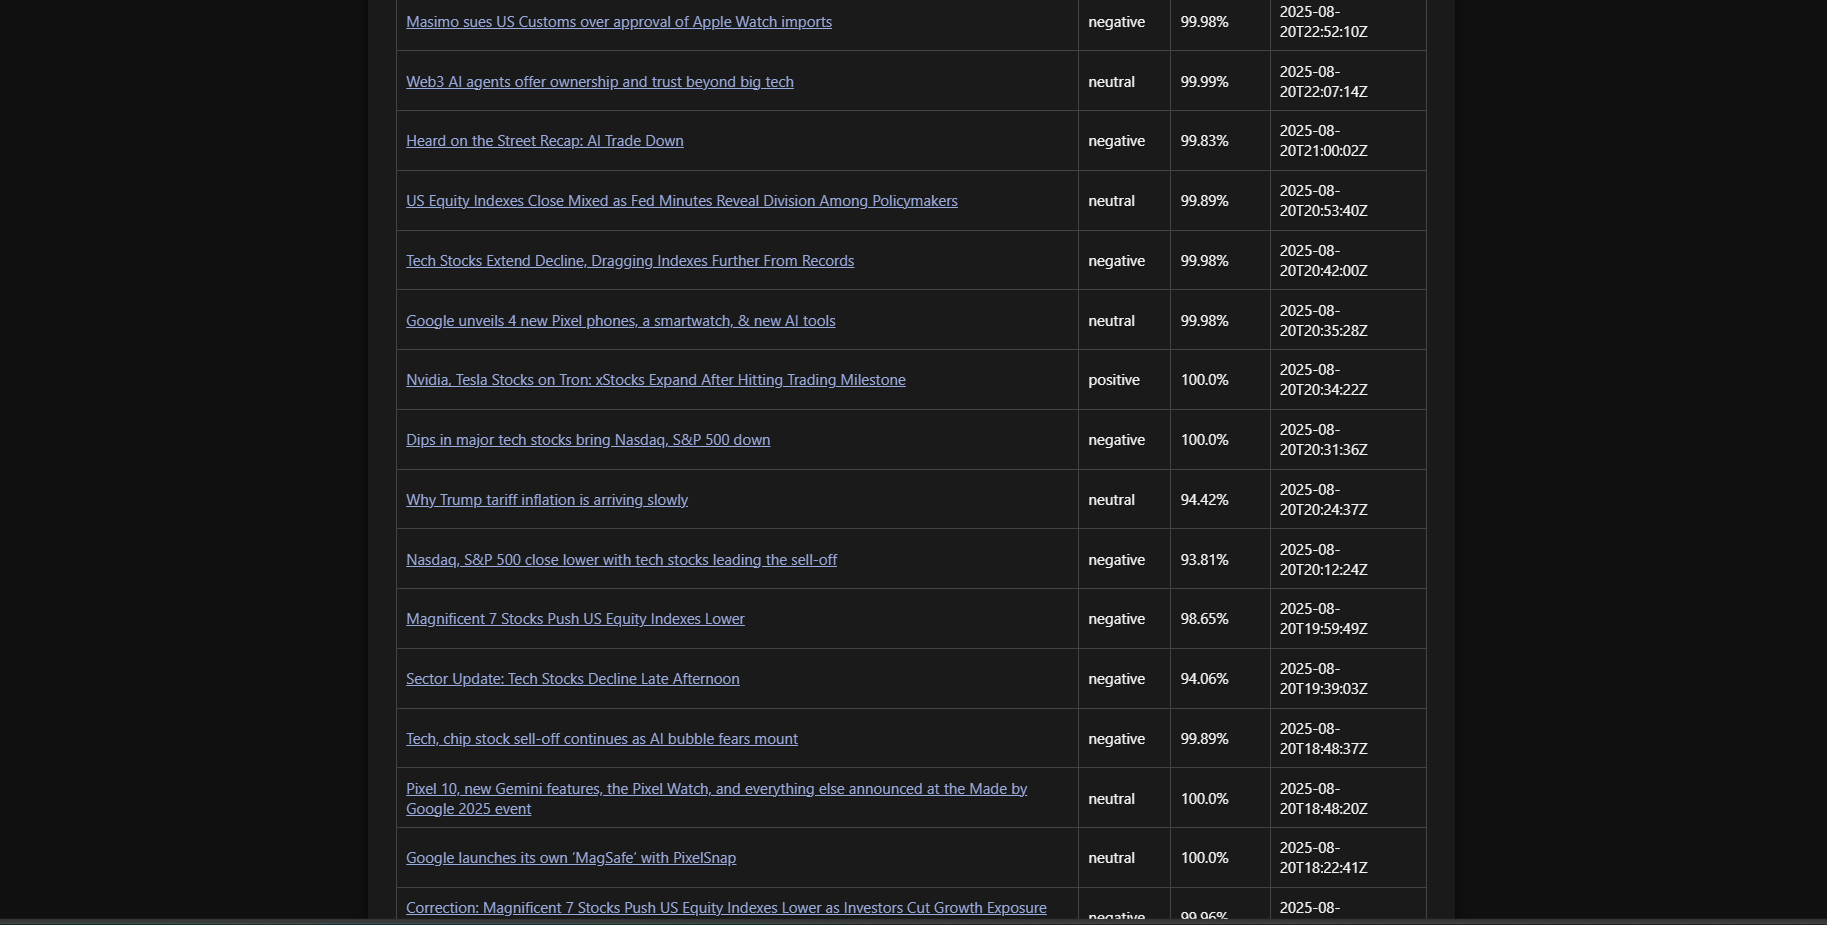 Masimo sues US Customs over approval of Apple Watch imports negative 99.98% 2025-08-
20T22:52:10Z
Web3 AI agents offer ownership and trust beyond big tech neutral 99.99% 2025-08-
20T22:07:14Z
Heard on the Street Recap: AI Trade Down negative 99.83% 2025-08-
20T21:00:02Z
US Equity Indexes Close Mixed as Fed Minutes Reveal Division Among Policymakers neutral 99.89% 2025-08-
20T20:53:40Z
Tech Stocks Extend Decline, Dragging Indexes Further From Records negative 99.98% 2025-08-
20T20:42:00Z
Google unveils 4 new Pixel phones, a smartwatch, & new AI tools neutral 99.98% 2025-08-
20T20:35:28Z
Nvidia, Tesla Stocks on Tron: xStocks Expand After Hitting Trading Milestone positive 100.0% 2025-08-
20T20:34:22Z
Dips in major tech stocks bring Nasdaq, S&P 500 down negative 100.0% 2025-08-
20T20:31:36Z
Why Trump tariff inflation is arriving slowly neutral 94.42% 2025-08-
20T20:24:37Z
Nasdaq, S&P 500 close lower with tech stocks leading the sell-off negative 93.81% 2025-08-
20T20:12:24Z
Magnificent 7 Stocks Push US Equity Indexes Lower negative 98.65% 2025-08-
20T19:59:49Z
Sector Update: Tech Stocks Decline Late Afternoon negative 94.06% 2025-08-
20T19:39:03Z
Tech, chip stock sell-off continues as AI bubble fears mount negative 99.89% 2025-08-
20T18:48:37Z
Pixel 10, new Gemini features, the Pixel Watch, and everything else announced at the Made by
Google 2025 event neutral 100.0% 2025-08-
20T18:48:20Z
Google launches its own ‘MagSafe’ with PixelSnap neutral 100.0% 2025-08-
20T18:22:41Z
Correction: Magnificent 7 Stocks Push US Equity Indexes Lower as Investors Cut Growth Exposure
negative 99.96% 2025-08-